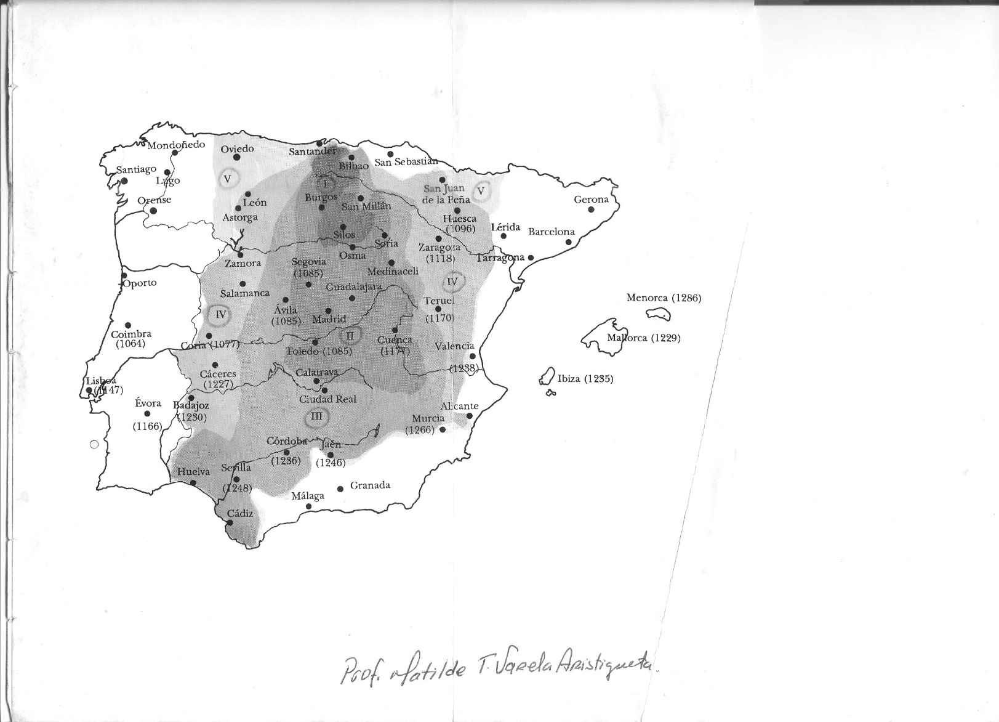 Mondoñedo
Oviedo
Santander
Bilbao
San Sebastián
Santiago
Lugo
V
I
San Juan
de la Peña
V
Orense
León
Astorga
Burgos
San Millán
Gerona
Huesca
(1096)
Lérida
Barcelona
Silos
Soria
Zaragoza
(1118)
Tarragona
Zamora
Osma
Segovia
(1085)
Medinaceli
Oporto
Salamanca
Guadalajara
IV
Menorca (1286)
Ávila
(1085)
Madrid
Teruel
(1170)
IV
Coimbra
(1064)
Coria (1077)
Toledo (1085)
II
Cuenca
(1177)
Valencia
(1238)
Mallorca (1229)
Cáceres
(1227)
Calatrava
Ibiza (1235)
Lisboa
(1147)
Ciudad Real
Évora
(1166)
Badajoz
(1230)
III
Alicante
Murcia
(1266)
Córdoba
(1236)
Jaén
(1246)
Huelva
Sevilla
(1248)
Málaga
Granada
Cádiz
Prof. Matilde T. Varela Aristigueta.